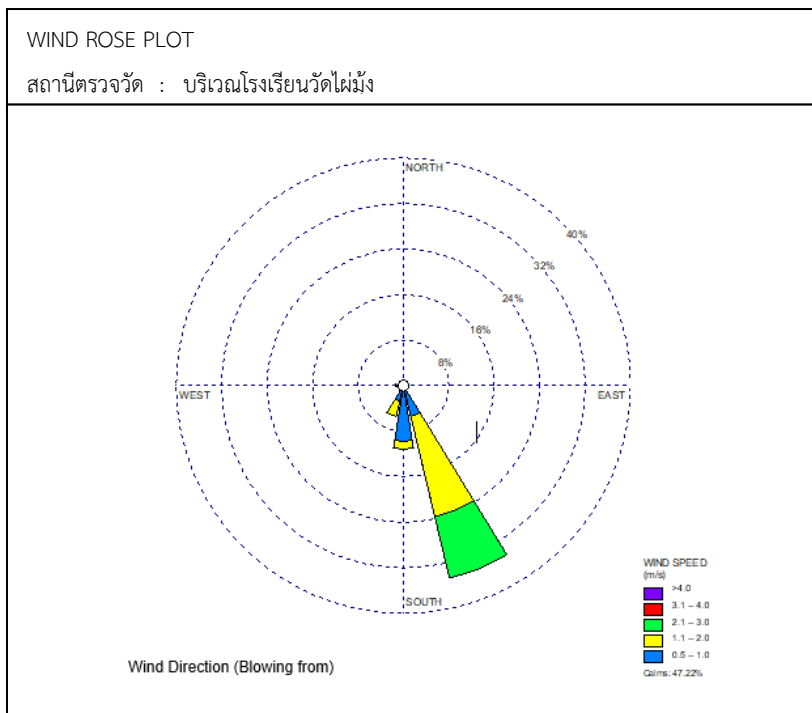 WIND ROSE PLOT
สถานีตรวจวัด : บริเวณโรงเรียนวัดไผ่มุ้ง
NORTH
40%
32%
24%
16%
8%
WEST
EAST
SOUTH
WIND SPEED
(m/s)
>4.0
3.1 – 4.0
2.1 – 3.0
1.1 – 2.0
0.5 – 1.0
Calms: 47.22%
Wind Direction (Blowing from)